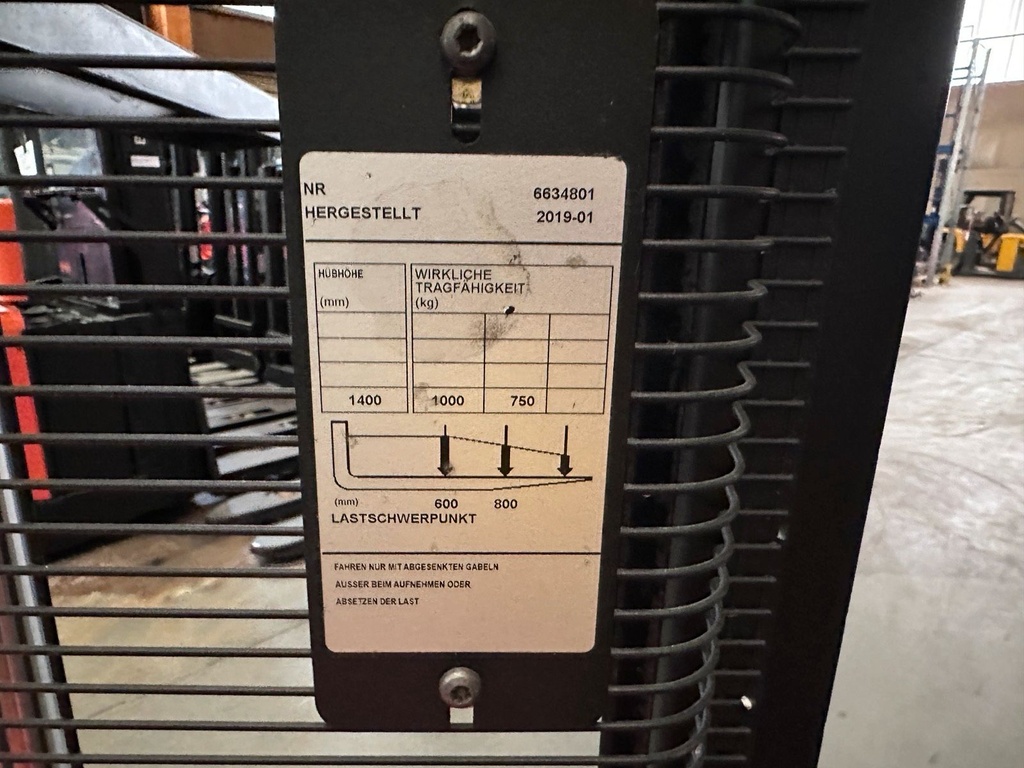 NR 6634801
HERGESTELLT 2019-01
HÜBHÖHE
(mm)
WIRKLICHE
TRAGFÄHIGKEIT
(kg)
1400 1000 750
(mm) 600 800
LASTSCHWERPUNKT
FAHREN NUR MIT ABGESENKTEN GABELN
AUSSER BEIM AUFNEHMEN ODER
ABSETZEN DER LAST